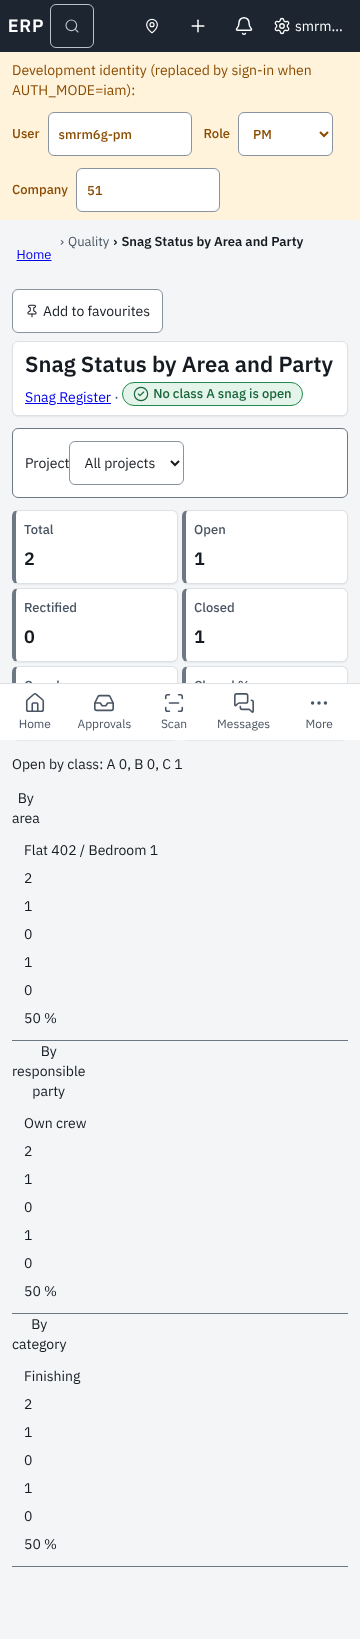 ERP
smrm...
Development identity (replaced by sign-in when
AUTH_MODE=iam):
User smrm6g-pm Role PM
Company 51
Home › Quality › Snag Status by Area and Party
Add to favourites
Snag Status by Area and Party
Snag Register · No class A snag is open
Project All projects
Total Open
2 1
Rectified Closed
0 1
Home Approvals Scan Messages More
Open by class: A 0, B 0, C 1
By
area
Flat 402 / Bedroom 1
2
1
0
1
0
50 %
By
responsible
party
Own crew
2
1
0
1
0
50 %
By
category
Finishing
2
1
0
1
0
50 %